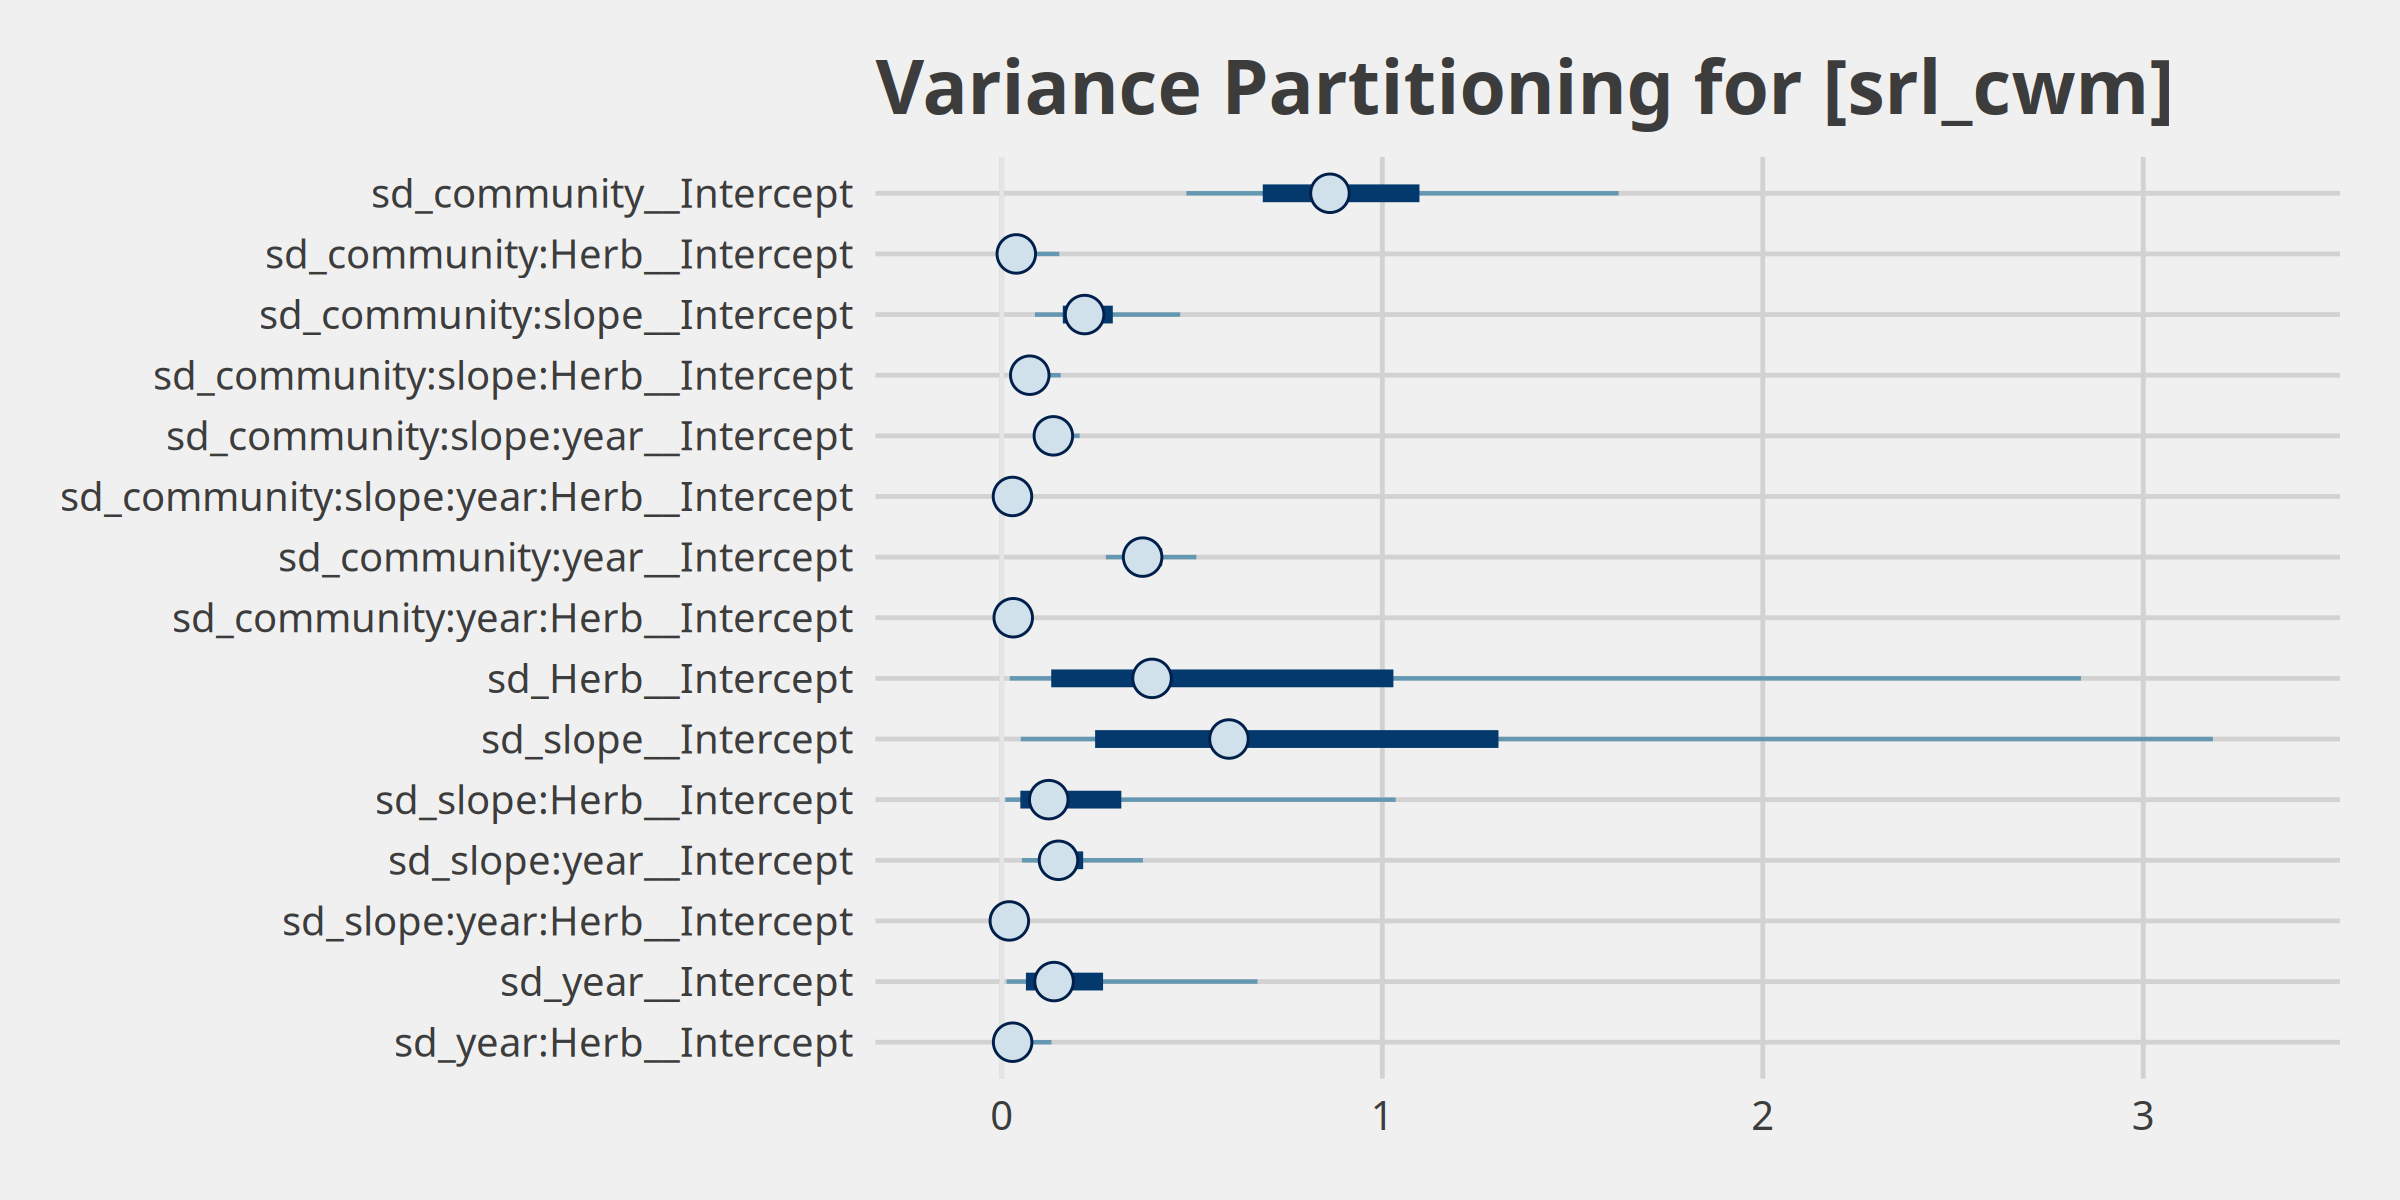 Variance Partitioning for [srl_cwm]
sd_community__Intercept
sd_community:Herb__Intercept
sd_community:slope__Intercept
sd_community:slope:Herb__Intercept
sd_community:slope:year__Intercept
sd_community:slope:year:Herb__Intercept
sd_community:year__Intercept
sd_community:year:Herb__Intercept
sd_Herb__Intercept
sd_slope__Intercept
sd_slope:Herb__Intercept
sd_slope:year__Intercept
sd_slope:year:Herb__Intercept
sd_year__Intercept
sd_year:Herb__Intercept
0 1 2 3